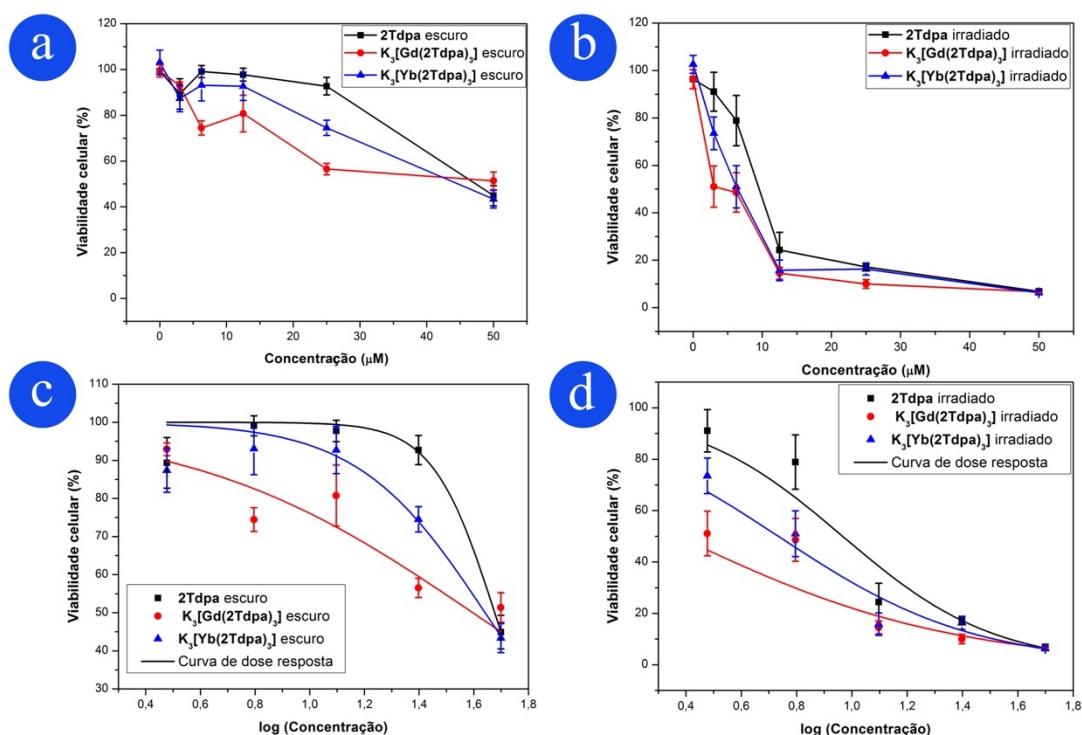 a
2Tdpa escuro
K3[Gd(2Tdpa)3] escuro
K3[Yb(2Tdpa)3] escuro
Viabilidade celular (%)
120
100
80
60
40
20
0
0
10
20
30
40
50
Concentração (μM)
b
2Tdpa irradiado
K3[Gd(2Tdpa)3] irradiado
K3[Yb(2Tdpa)3] irradiado
Viabilidade celular (%)
120
100
80
60
40
20
0
0
10
20
30
40
50
Concentração (μM)
c
Viabilidade celular (%)
110
100
90
80
70
60
50
40
30
2Tdpa escuro
K3[Gd(2Tdpa)3] escuro
K3[Yb(2Tdpa)3] escuro
Curva de dose resposta
0,4
0,6
0,8
1,0
1,2
1,4
1,6
1,8
log (Concentração)
d
2Tdpa irradiado
K3[Gd(2Tdpa)3] irradiado
K3[Yb(2Tdpa)3] irradiado
Curva de dose resposta
Viabilidade celular (%)
100
80
60
40
20
0
0,4
0,6
0,8
1,0
1,2
1,4
1,6
1,8
log (Concentração)